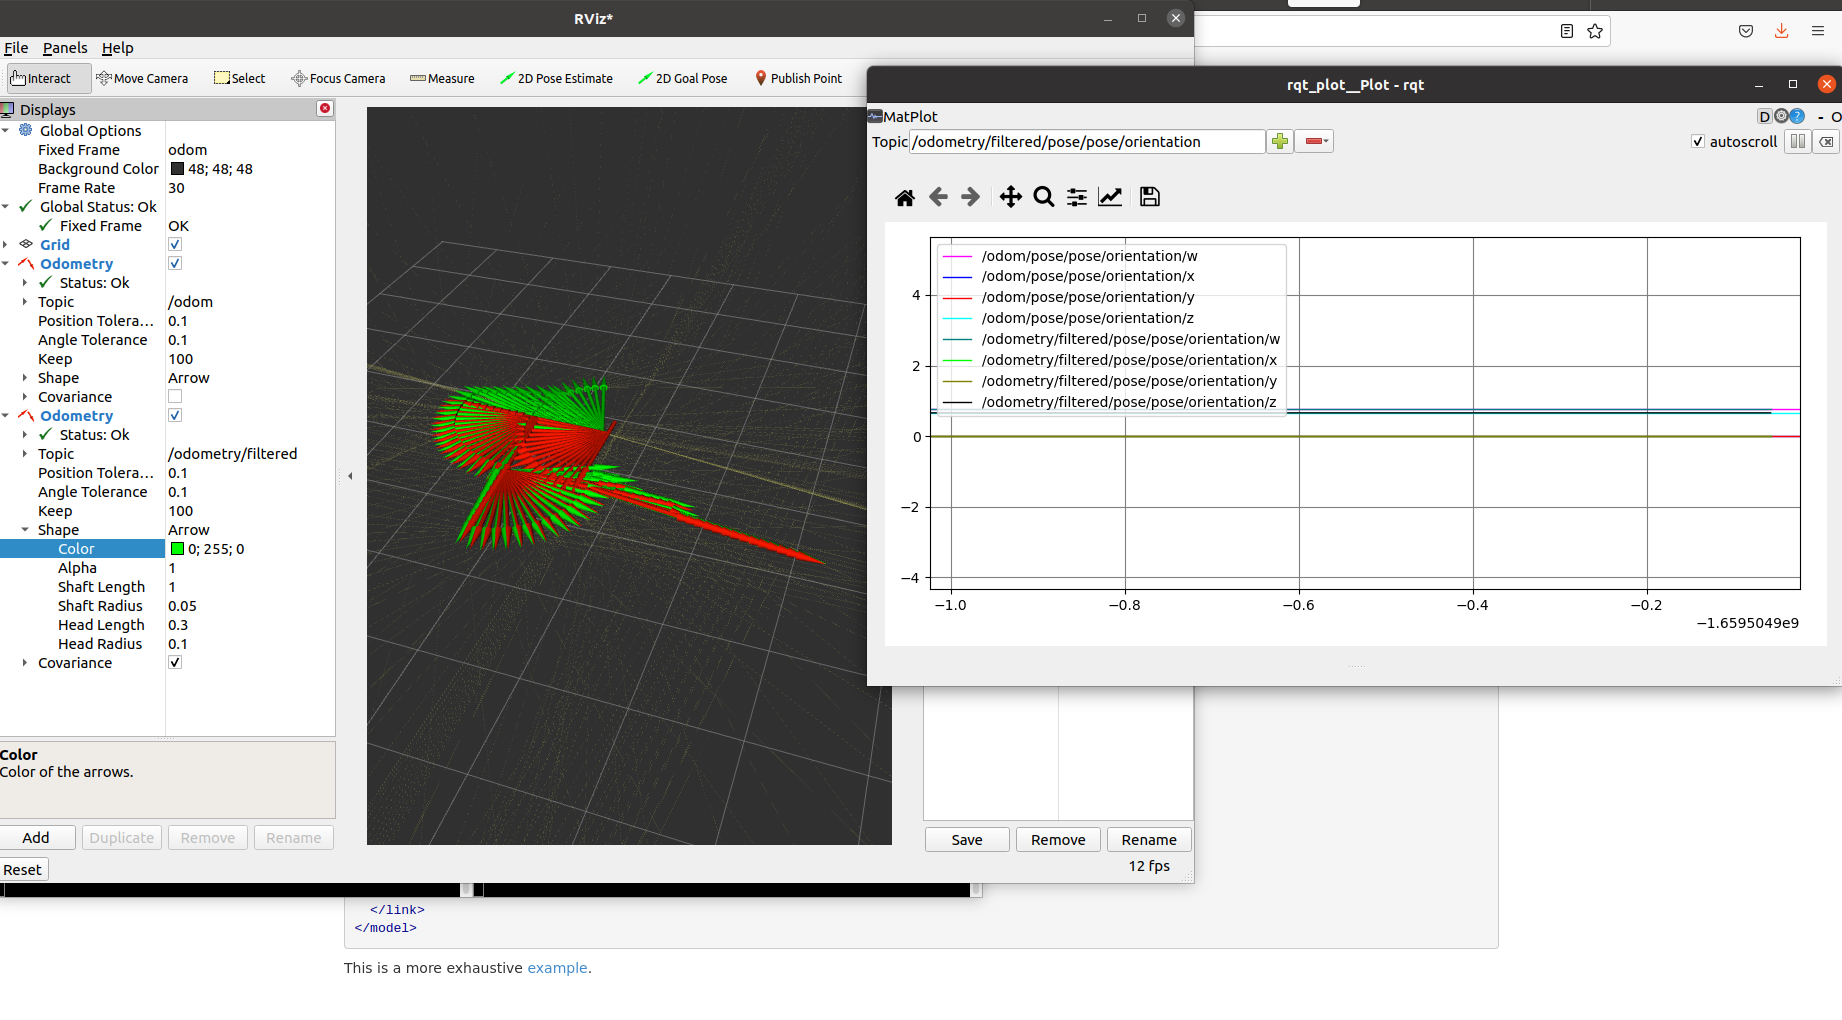 RViz*
File Panels Help
Interact Move Camera Select Focus Camera Measure 2D Pose Estimate 2D Goal Pose Publish Point
Displays
Global Options
Fixed Frame odom
Background Color 48; 48; 48
Frame Rate 30
Global Status: Ok
Fixed Frame OK
Grid
Odometry
Status: Ok
Topic /odom
Position Tolera... 0.1
Angle Tolerance 0.1
Keep 100
Shape Arrow
Covariance
Odometry
Status: Ok
Topic /odometry/filtered
Position Tolera... 0.1
Angle Tolerance 0.1
Keep 100
Shape Arrow
Color 0; 255; 0
Alpha 1
Shaft Length 1
Shaft Radius 0.05
Head Length 0.3
Head Radius 0.1
Covariance
Color
Color of the arrows.
Add Duplicate Remove Rename
Reset
Save Remove Rename
12 fps
rqt_plot__Plot - rqt
MatPlot
D ? - O
Topic /odometry/filtered/pose/pose/orientation
autoscroll
/odom/pose/pose/orientation/w
/odom/pose/pose/orientation/x
/odom/pose/pose/orientation/y
/odom/pose/pose/orientation/z
/odometry/filtered/pose/pose/orientation/w
/odometry/filtered/pose/pose/orientation/x
/odometry/filtered/pose/pose/orientation/y
/odometry/filtered/pose/pose/orientation/z
4
2
0
−2
−4
−1.0 −0.8 −0.6 −0.4 −0.2
−1.6595049e9
</link>
</model>
This is a more exhaustive example.